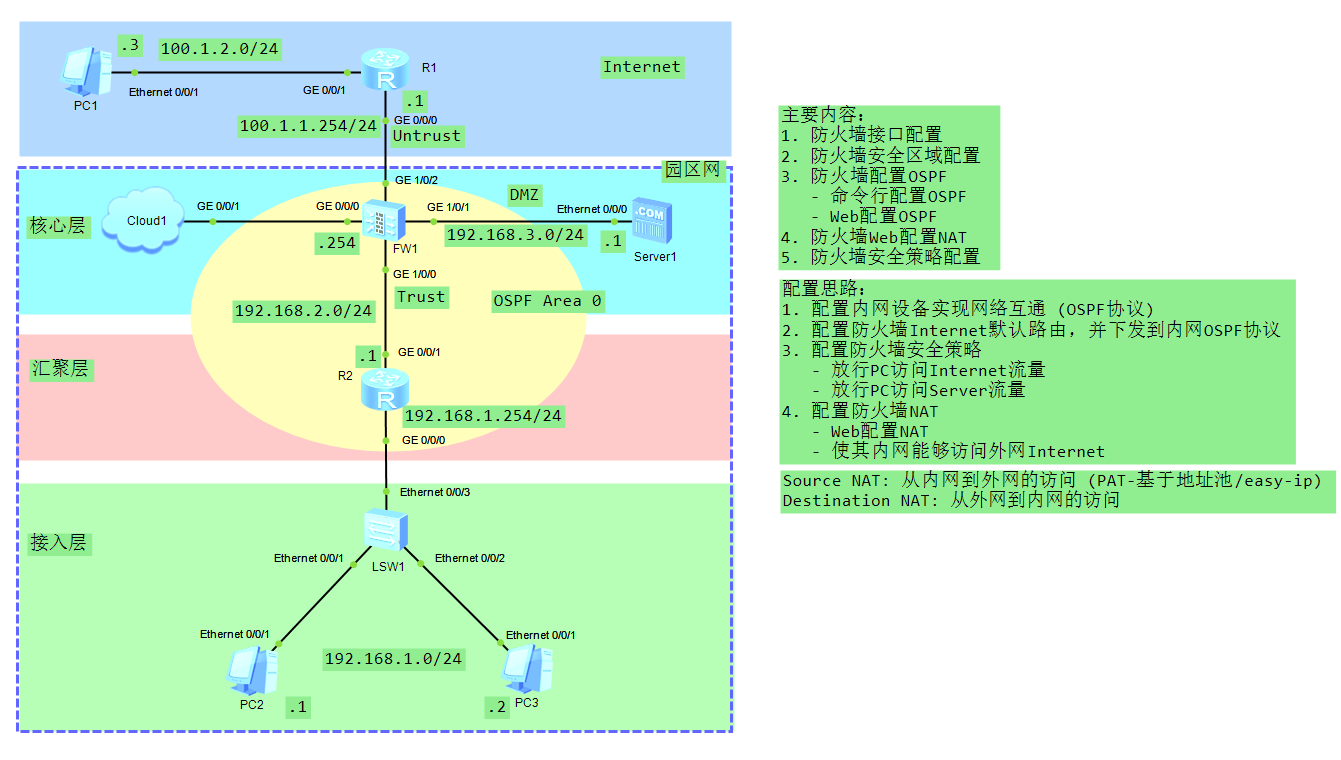 .3
100.1.2.0/24
R1
Internet
Ethernet 0/0/1
GE 0/0/1
PC1
.1
GE 0/0/0
100.1.1.254/24
Untrust
园区网
GE 1/0/2
DMZ
GE 0/0/1
GE 0/0/0
GE 1/0/1
Ethernet 0/0/0
Cloud1
.COM
核心层
.254
192.168.3.0/24
.1
FW1
Server1
GE 1/0/0
Trust
OSPF Area 0
192.168.2.0/24
.1
GE 0/0/1
汇聚层
R2
192.168.1.254/24
GE 0/0/0
Ethernet 0/0/3
接入层
Ethernet 0/0/1
Ethernet 0/0/2
LSW1
Ethernet 0/0/1
Ethernet 0/0/1
192.168.1.0/24
PC2
.1
.2
PC3
主要内容:
1. 防火墙接口配置
2. 防火墙安全区域配置
3. 防火墙配置OSPF
- 命令行配置OSPF
- Web配置OSPF
4. 防火墙Web配置NAT
5. 防火墙安全策略配置
配置思路:
1. 配置内网设备实现网络互通 (OSPF协议)
2. 配置防火墙Internet默认路由,并下发到内网OSPF协议
3. 配置防火墙安全策略
- 放行PC访问Internet流量
- 放行PC访问Server流量
4. 配置防火墙NAT
- Web配置NAT
- 使其内网能够访问外网Internet
Source NAT: 从内网到外网的访问 (PAT-基于地址池/easy-ip)
Destination NAT: 从外网到内网的访问